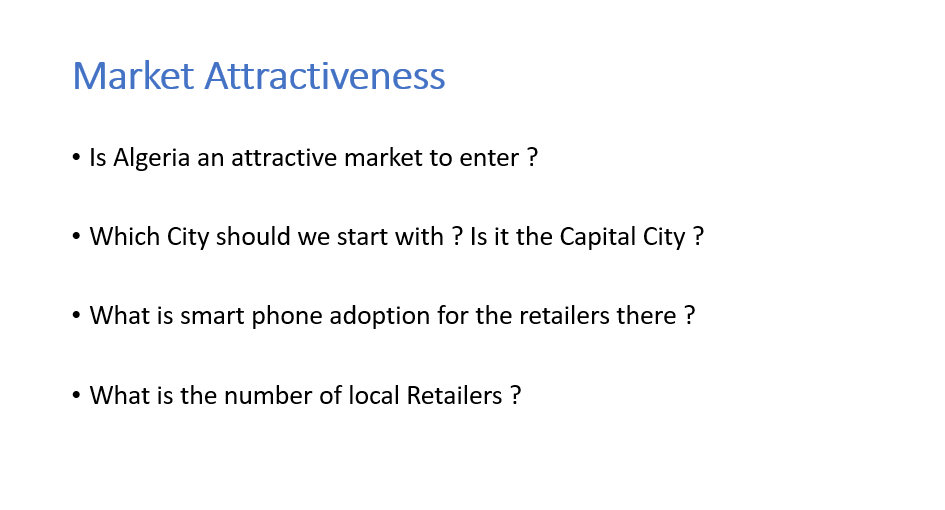 Market Attractiveness
• Is Algeria an attractive market to enter ?
• Which City should we start with ? Is it the Capital City ?
• What is smart phone adoption for the retailers there ?
• What is the number of local Retailers ?